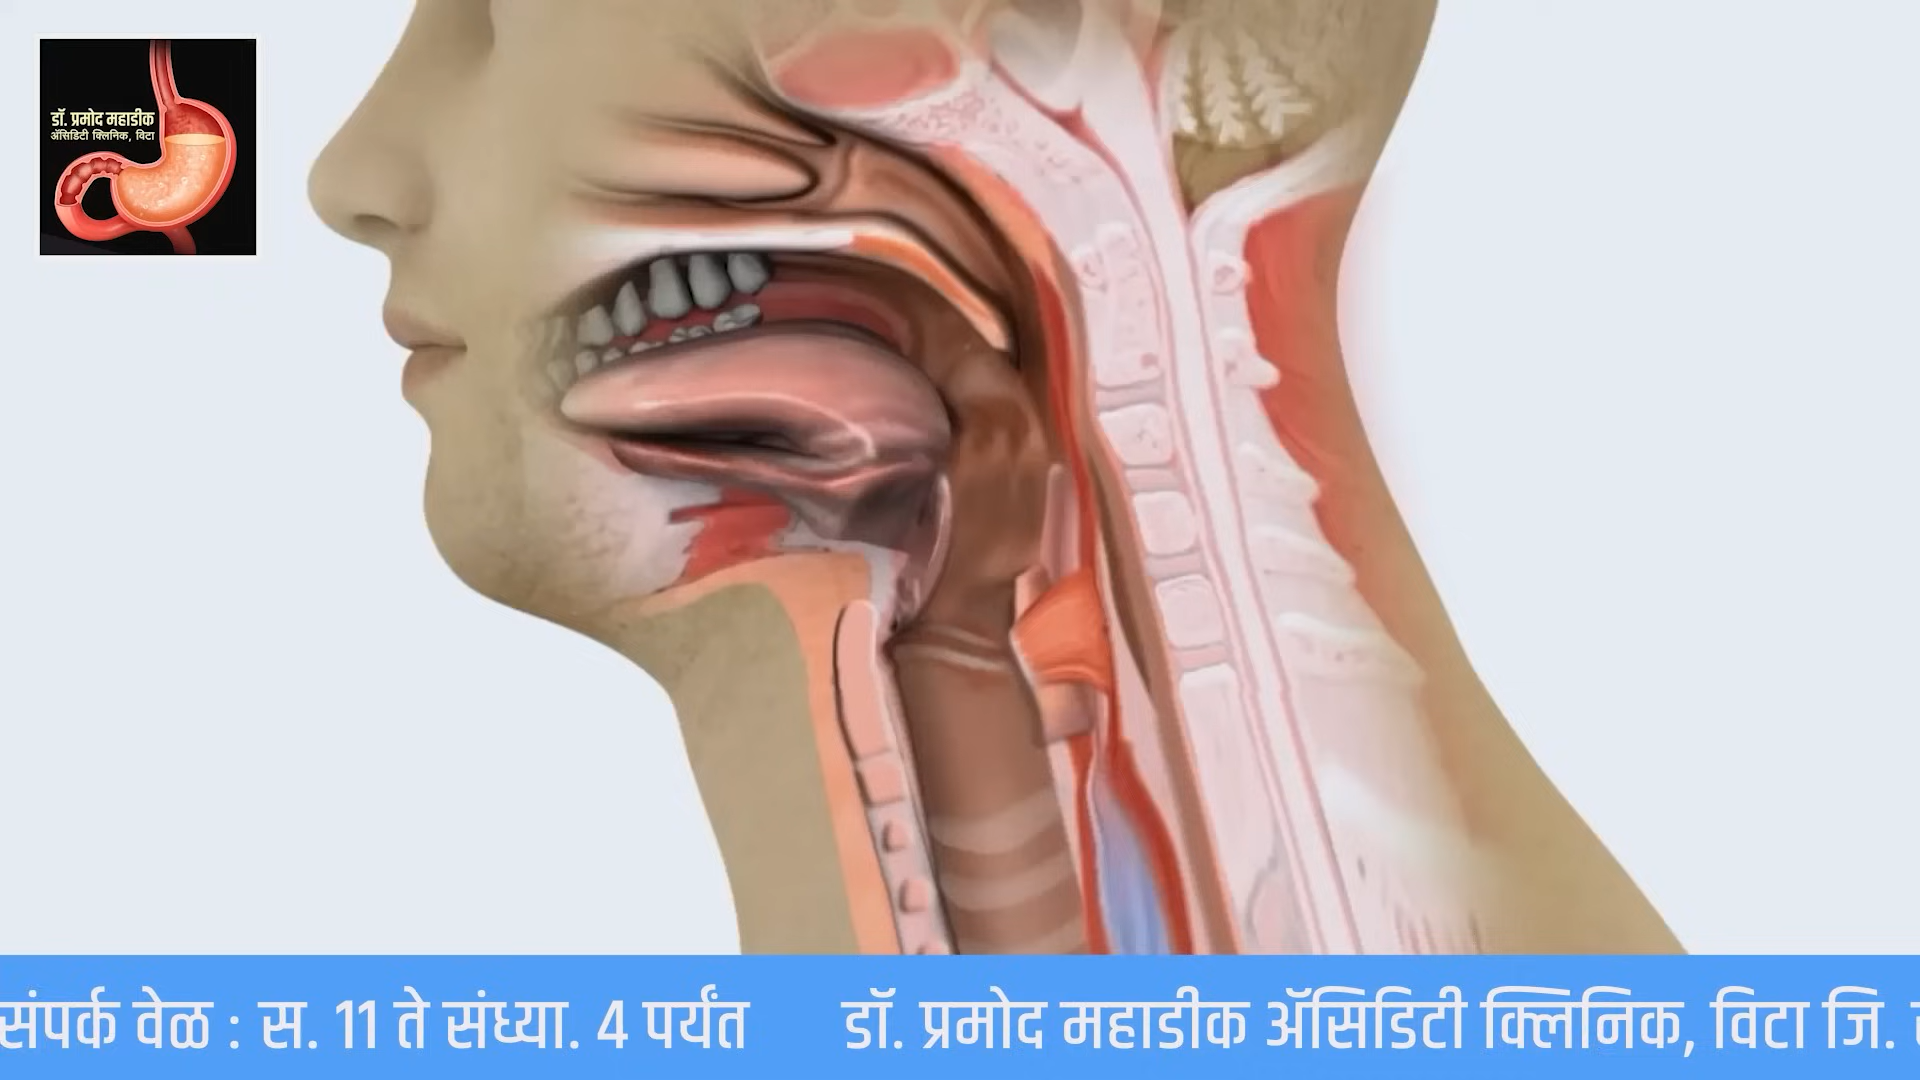 डॉ. प्रमोद महाडीक
ॲसिडिटी क्लिनिक, विटा
संपर्क वेळ : स. 11 ते संध्या. 4 पर्यंत डॉ. प्रमोद महाडीक ॲसिडिटी क्लिनिक, विटा जि.